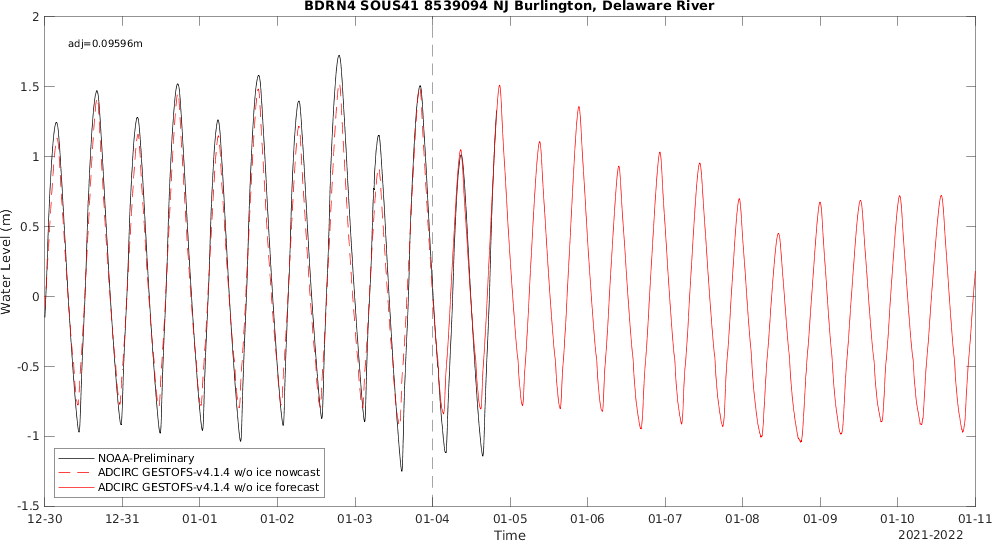 BDRN4 SOUS41 8539094 NJ Burlington, Delaware River
2
adj=0.09596m
1.5
1
0.5
Water Level (m)
0
-0.5
-1
NOAA-Preliminary
ADCIRC GESTOFS-v4.1.4 w/o ice nowcast
ADCIRC GESTOFS-v4.1.4 w/o ice forecast
-1.5
12-30 12-31 01-01 01-02 01-03 01-04 01-05 01-06 01-07 01-08 01-09 01-10 01-11
Time
2021-2022